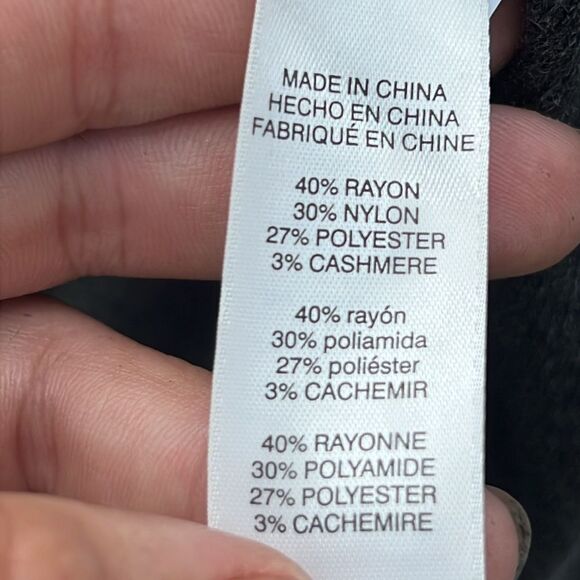 MADE IN CHINA
HECHO EN CHINA
FABRIQUÉ EN CHINE
40% RAYON
30% NYLON
27% POLYESTER
3% CASHMERE
40% rayón
30% poliamida
27% poliéster
3% CACHEMIR
40% RAYONNE
30% POLYAMIDE
27% POLYESTER
3% CACHEMIRE